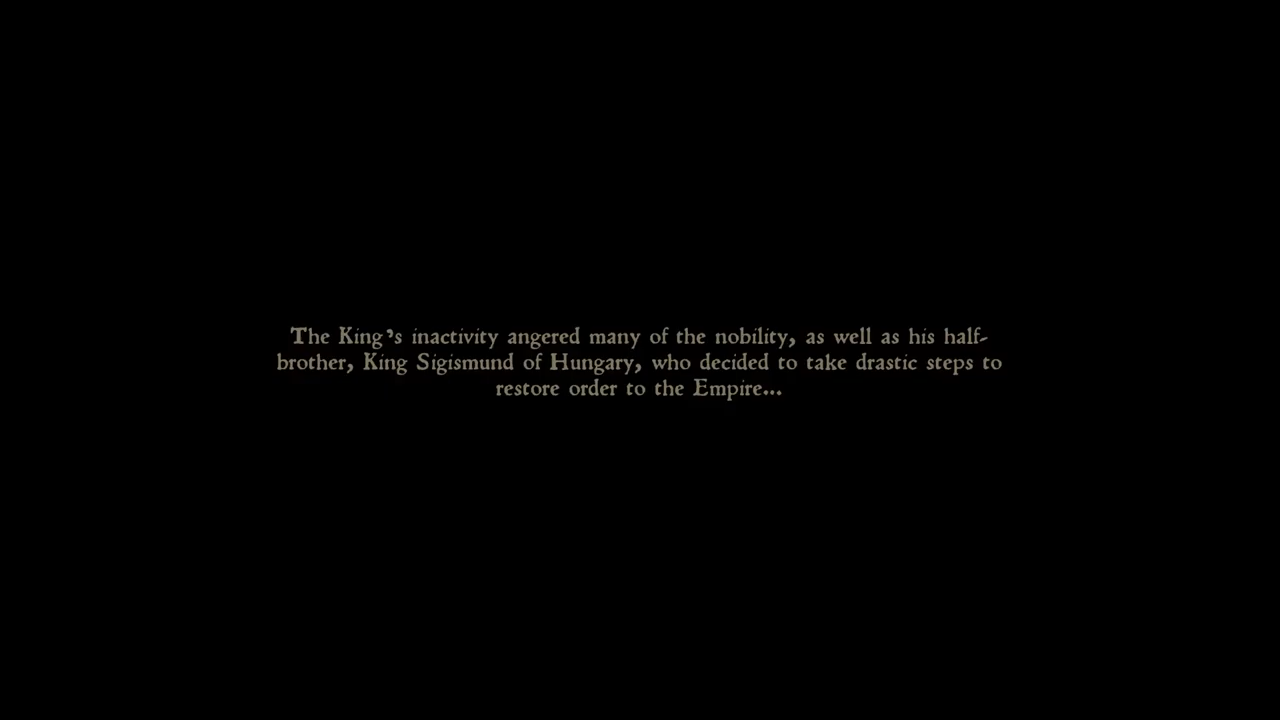 The King's inactivity angered many of the nobility, as well as his half-
brother, King Sigismund of Hungary, who decided to take drastic steps to
restore order to the Empire...